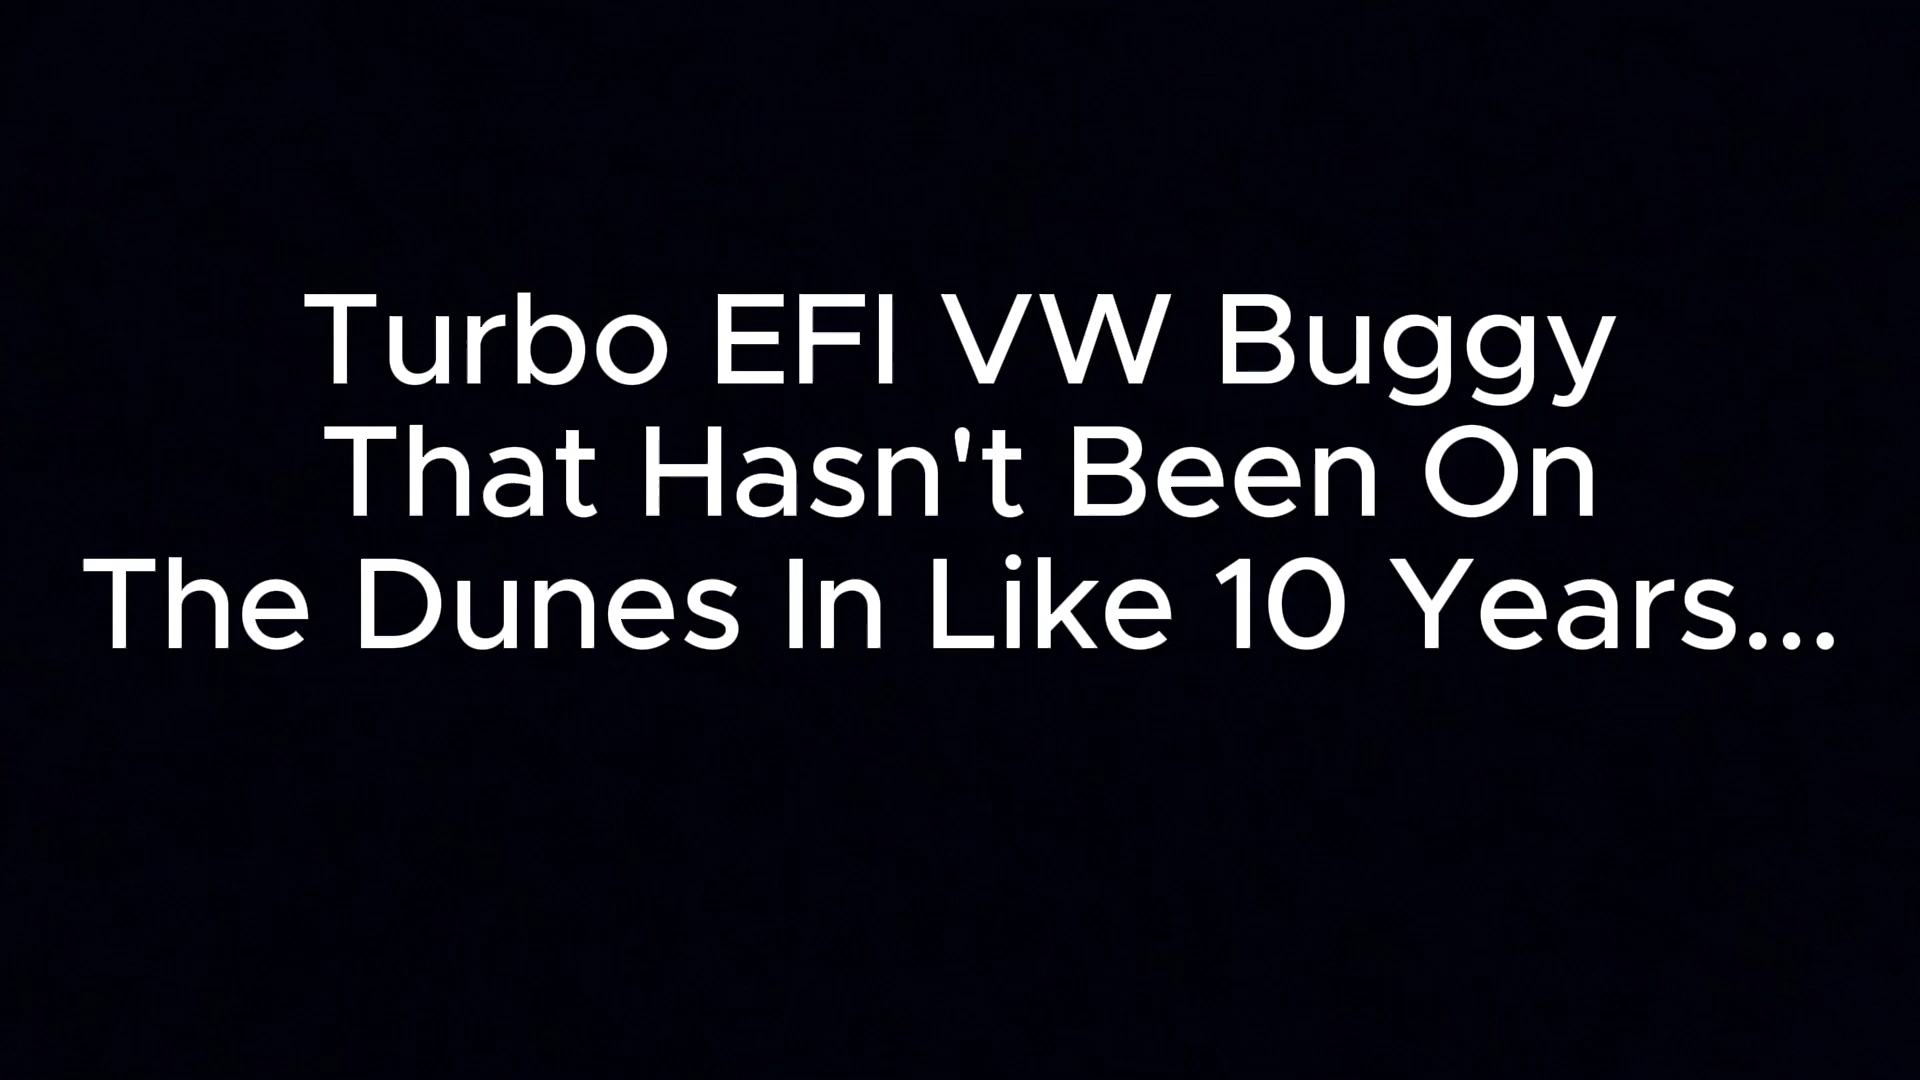 Turbo EFI VW Buggy
That Hasn't Been On
The Dunes In Like 10 Years...